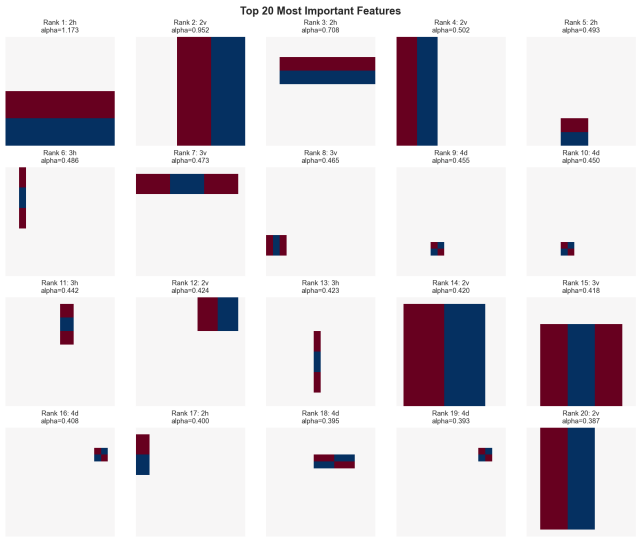 Top 20 Most Important Features
Rank 1: 2h
alpha=1.173
Rank 2: 2v
alpha=0.952
Rank 3: 2h
alpha=0.708
Rank 4: 2v
alpha=0.502
Rank 5: 2h
alpha=0.493
Rank 6: 3h
alpha=0.486
Rank 7: 3v
alpha=0.473
Rank 8: 3v
alpha=0.465
Rank 9: 4d
alpha=0.455
Rank 10: 4d
alpha=0.450
Rank 11: 3h
alpha=0.442
Rank 12: 2v
alpha=0.424
Rank 13: 3h
alpha=0.423
Rank 14: 2v
alpha=0.420
Rank 15: 3v
alpha=0.418
Rank 16: 4d
alpha=0.408
Rank 17: 2h
alpha=0.400
Rank 18: 4d
alpha=0.395
Rank 19: 4d
alpha=0.393
Rank 20: 2v
alpha=0.387